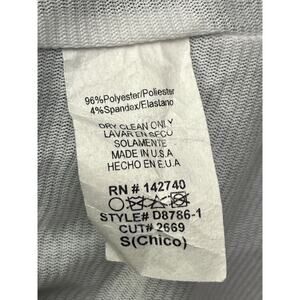 96%Polyester/Poliester
4%Spandex/Elastano
DRY CLEAN ONLY
LAVAR EN SECO
SOLAMENTE
MADE IN U.S.A
HECHO EN E.U.A
RN # 142740
STYLE# D8786-1
CUT# 2669
S(Chico)